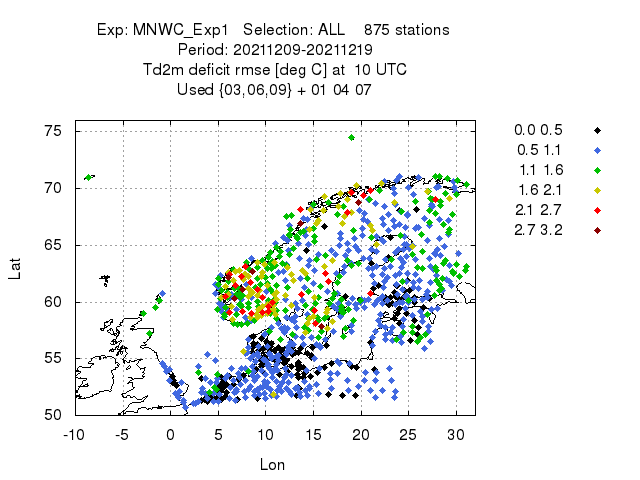 Exp: MNWC_Exp1   Selection: ALL    875 stations
Period: 20211209-20211219
Td2m deficit rmse [deg C] at  10 UTC
Used {03,06,09} + 01 04 07
0.0 0.5
0.5 1.1
1.1 1.6
1.6 2.1
2.1 2.7
2.7 3.2
75
70
65
60
55
50
Lat
-10 -5 0 5 10 15 20 25 30
Lon